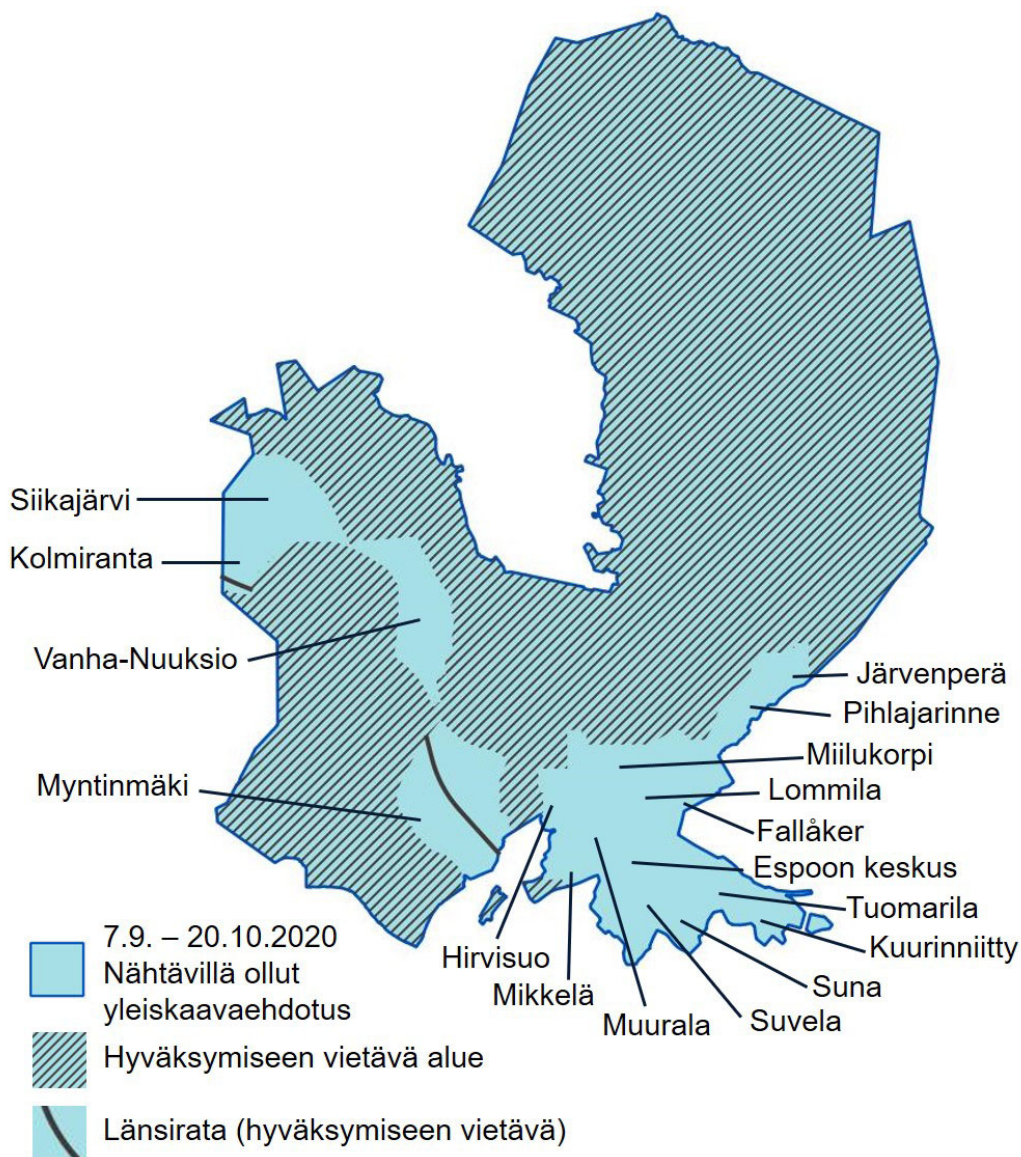 Siikajärvi
Kolmiranta
Vanha-Nuuksio
Järvenperä
Pihlajarinne
Miilukorpi
Myntinmäki
Lommila
Fallåker
Espoon keskus
Tuomarila
Kuurinniitty
Hirvisuo
Suna
Mikkelä
Suvela
Muurala
7.9. – 20.10.2020
Nähtävillä ollut
yleiskaavaehdotus
Hyväksymiseen vietävä alue
Länsirata (hyväksymiseen vietävä)